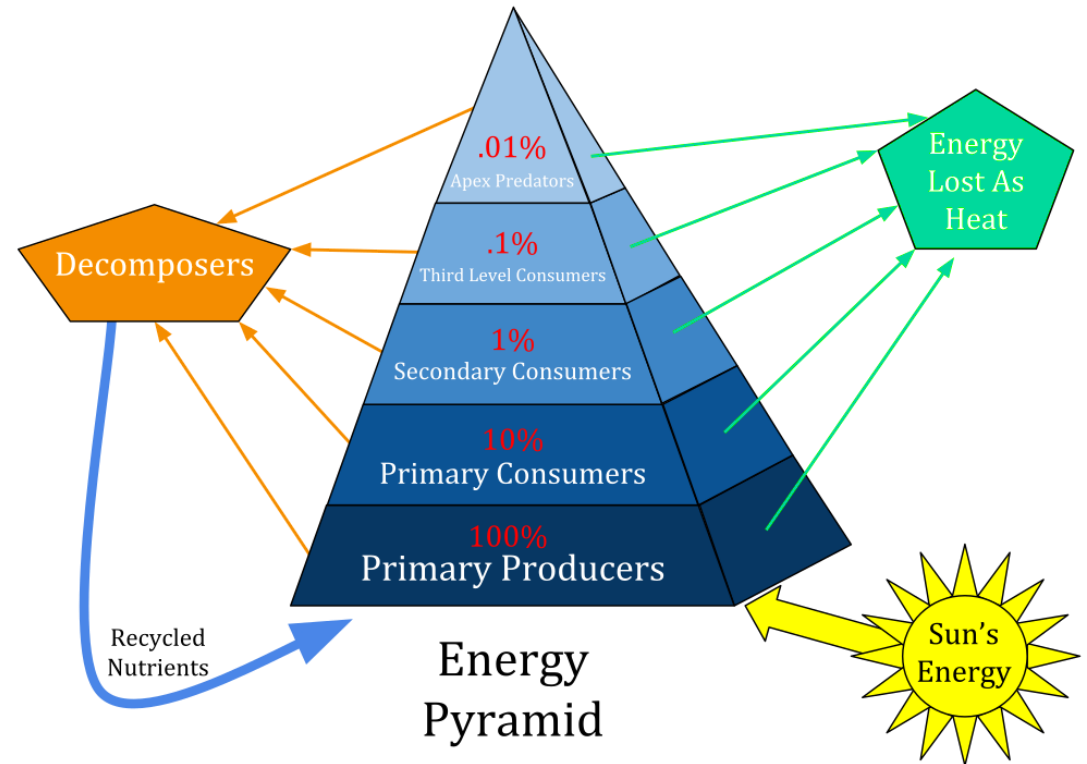 .01%
Apex Predators
.1%
Third Level Consumers
1%
Secondary Consumers
10%
Primary Consumers
100%
Primary Producers
Decomposers
Energy
Lost As
Heat
Recycled
Nutrients
Sun's
Energy
Energy
Pyramid